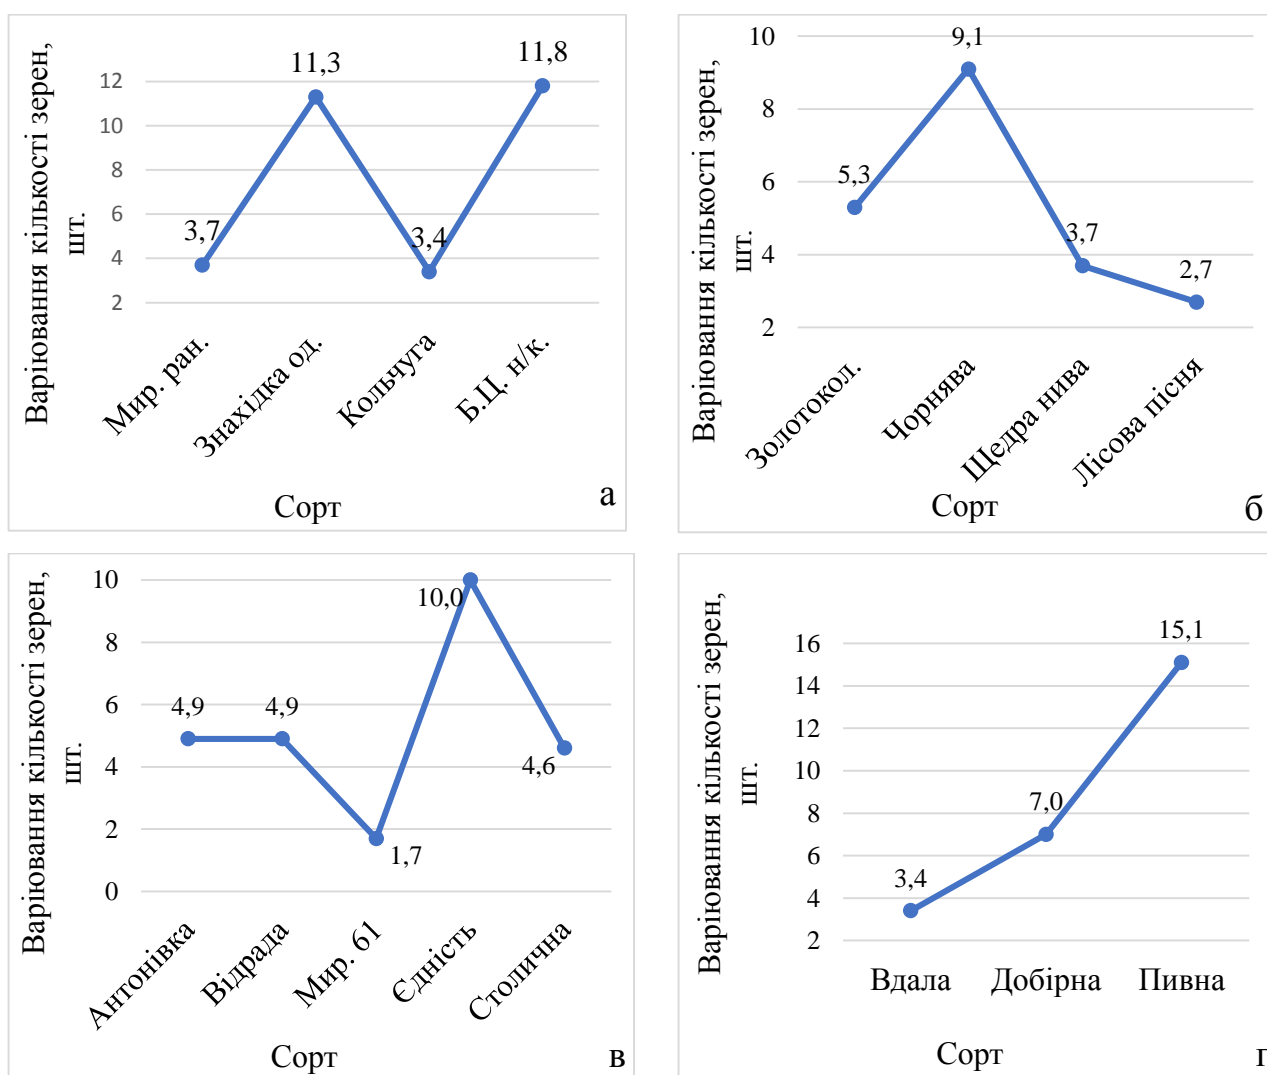 Варіювання кількості зерен,
шт.
12
10
8
6
4
2
3,7
11,3
3,4
11,8
Мир. ран.
Знахідка од.
Кольчуга
Б.Ц. н/к.
Сорт
а
Варіювання кількості зерен,
шт.
10
8
6
4
2
5,3
9,1
3,7
2,7
Золотокол.
Чорнява
Щедра нива
Лісова пісня
Сорт
б
Варіювання кількості зерен,
шт.
10
8
6
4
2
0
4,9
4,9
1,7
10,0
4,6
Антонівка
Відрада
Мир. 61
Єдність
Столична
Сорт
в
Варіювання кількості зерен,
шт.
16
14
12
10
8
6
4
2
3,4
7,0
15,1
Вдала
Добірна
Пивна
Сорт
г